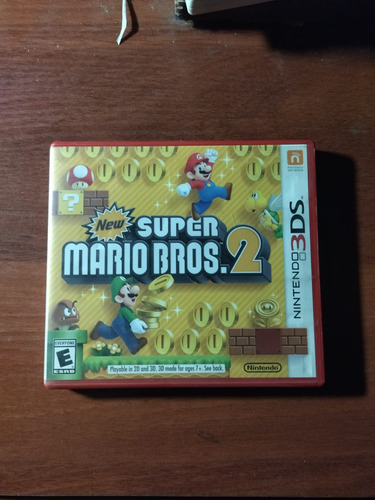 New
SUPER
MARIO BROS. 2
NINTENDO 3DS
EVERYONE
E
ESRB
Playable in 2D and 3D. 3D mode for ages 7+. See back.
Nintendo
?